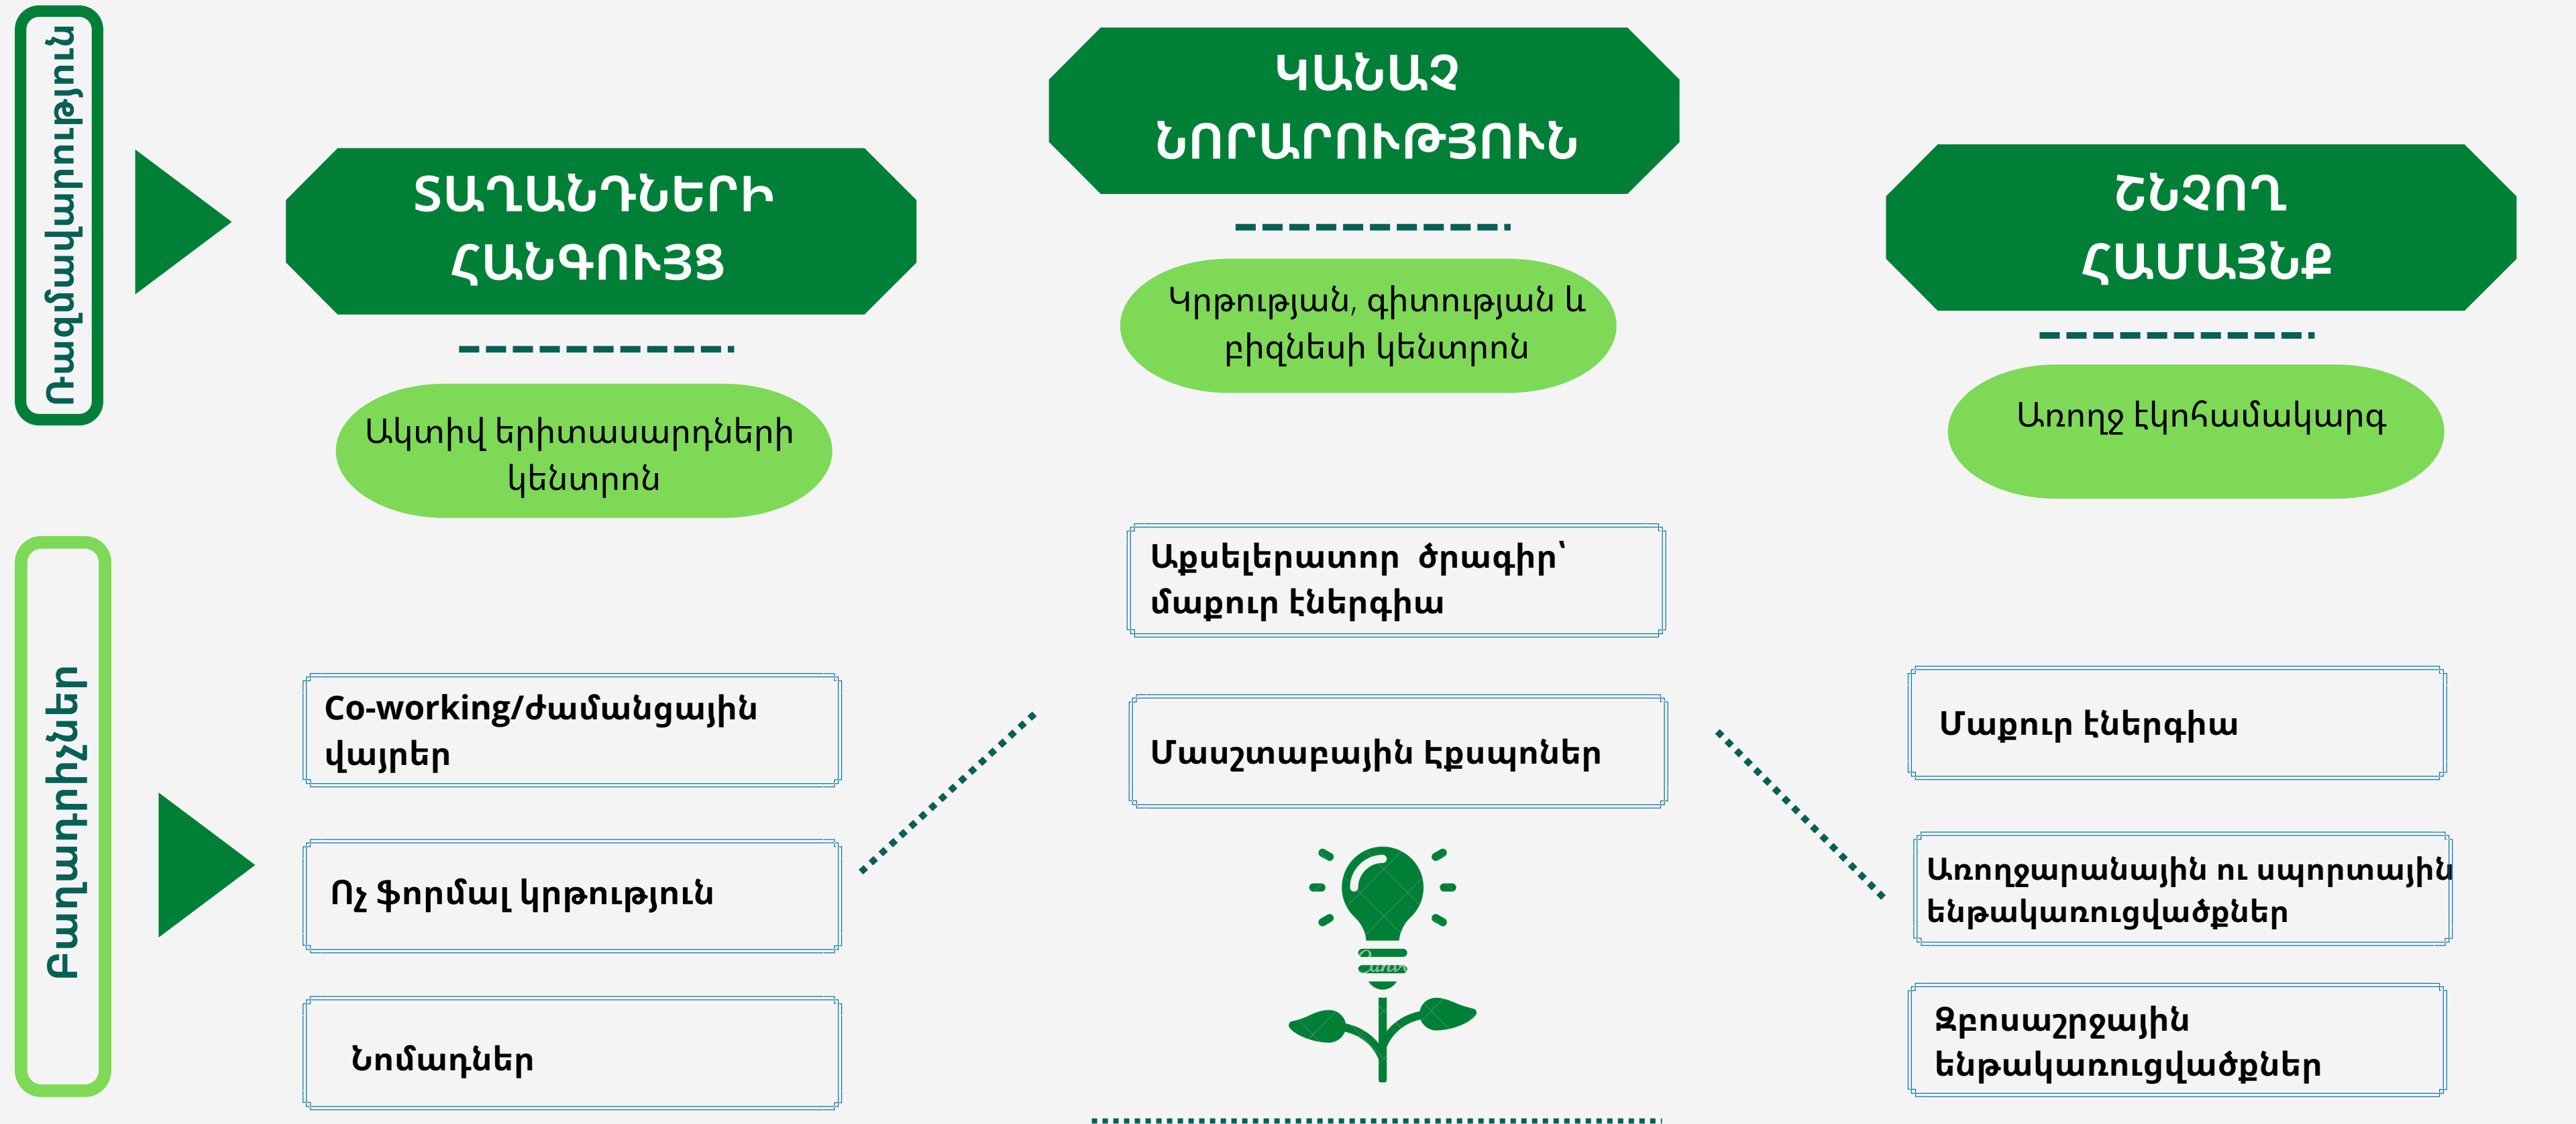 Ռազմավարություն
ՏԱՂԱՆԴՆԵՐԻ
ՀԱՆԳՈՒՅՑ
Ակտիվ երիտասարդների
կենտրոն
ԿԱՆԱՉ
ՆՈՐԱՐՈՒԹՅՈՒՆ
Կրթության, գիտության և
բիզնեսի կենտրոն
ՇՆՉՈՂ
ՀԱՄԱՅՆՔ
Առողջ էկոհամակարգ
Բաղադրիչներ
Co-working/ժամանցային
վայրեր
Ոչ ֆորմալ կրթություն
Նոմադներ
Աքսելերատոր ծրագիր՝
մաքուր էներգիա
Մասշտաբային Էքսպոներ
Մաքուր էներգիա
Առողջարանային ու սպորտային
ենթակառուցվածքներ
Զբոսաշրջային
ենթակառուցվածքներ